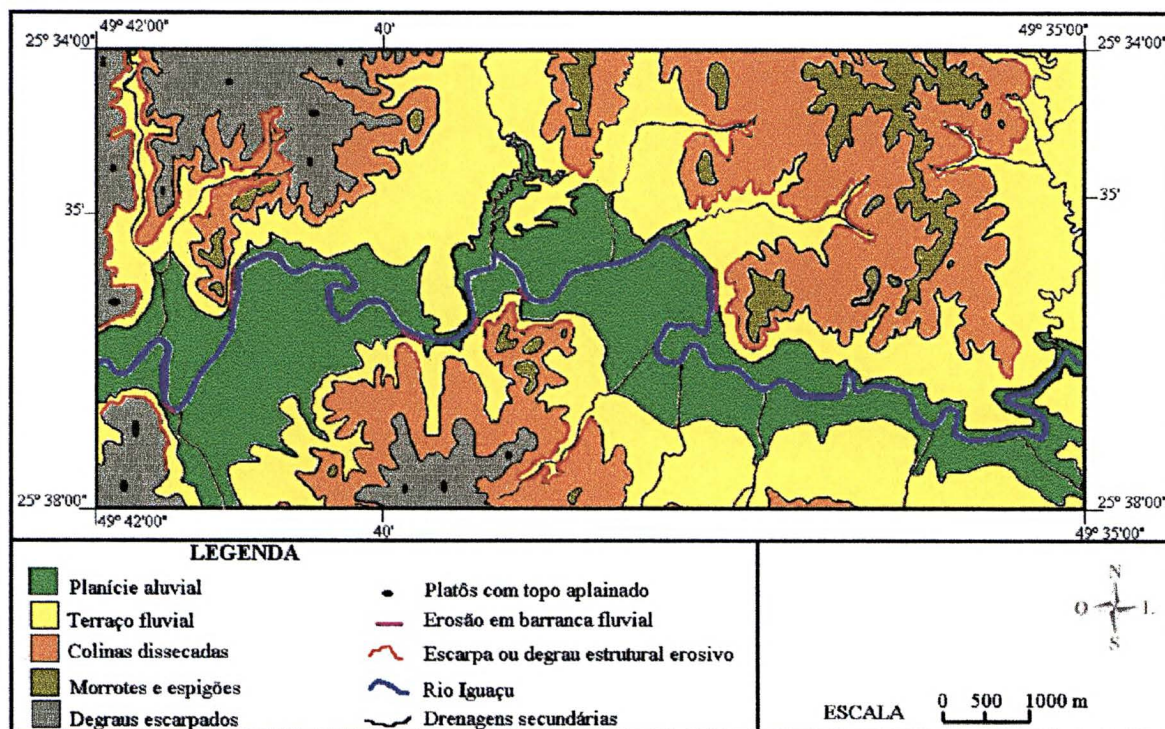 49° 42'00" 40' 49° 35'00"
25° 34'00" 25° 34'00"
35' 35'
25° 38'00" 25° 38'00"
49° 42'00" 40' 49° 35'00"
LEGENDA
Planície aluvial
Terraço fluvial
Colinas dissecadas
Morrotes e espigões
Degraus escarpados
Platôs com topo aplainado
Erosão em barranca fluvial
Escarpa ou degrau estrutural erosivo
Rio Iguaçu
Drenagens secundárias
N
O L
S
ESCALA 0 500 1000 m